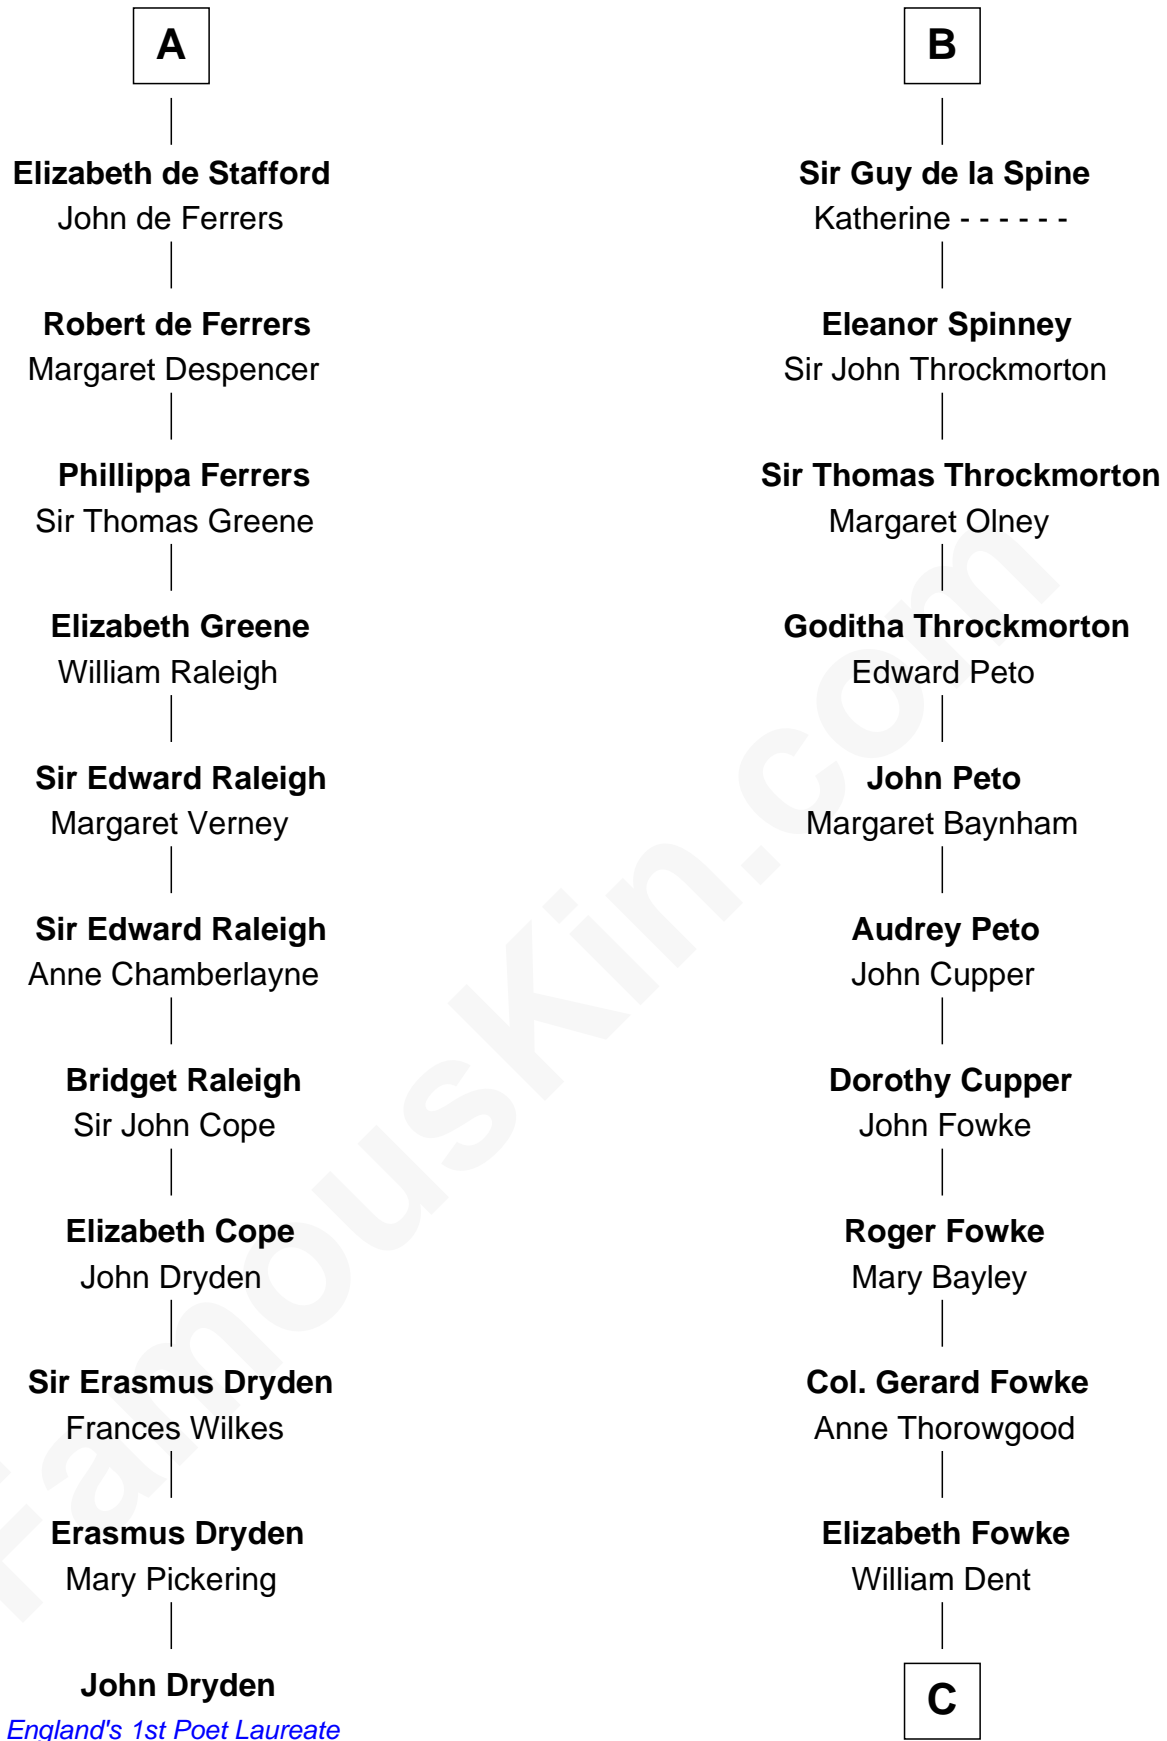 A
Elizabeth de Stafford
John de Ferrers
Robert de Ferrers
Margaret Despencer
Phillippa Ferrers
Sir Thomas Greene
Elizabeth Greene
William Raleigh
Sir Edward Raleigh
Margaret Verney
Sir Edward Raleigh
Anne Chamberlayne
Bridget Raleigh
Sir John Cope
Elizabeth Cope
John Dryden
Sir Erasmus Dryden
Frances Wilkes
Erasmus Dryden
Mary Pickering
John Dryden
England's 1st Poet Laureate
B
Sir Guy de la Spine
Katherine - - - - - -
Eleanor Spinney
Sir John Throckmorton
Sir Thomas Throckmorton
Margaret Olney
Goditha Throckmorton
Edward Peto
John Peto
Margaret Baynham
Audrey Peto
John Cupper
Dorothy Cupper
John Fowke
Roger Fowke
Mary Bayley
Col. Gerard Fowke
Anne Thorowgood
Elizabeth Fowke
William Dent
C
FamousKin.com